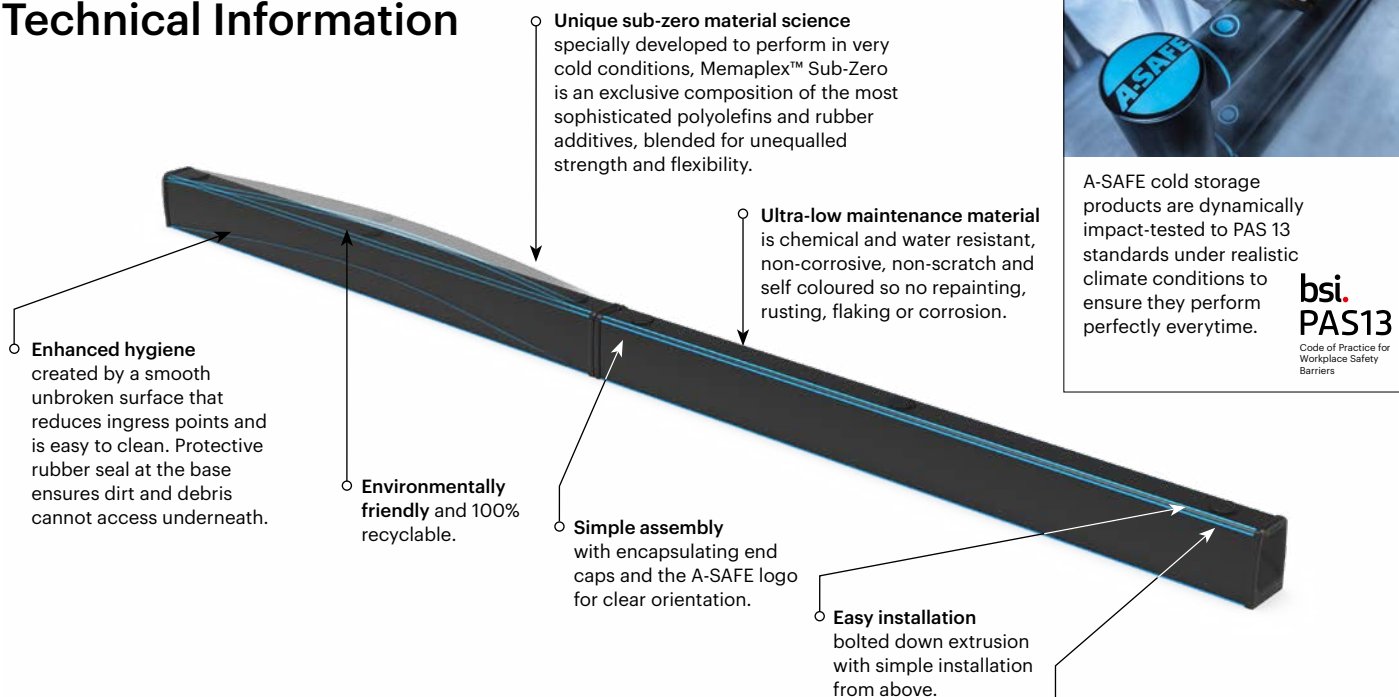 Technical Information
Unique sub-zero material science
specially developed to perform in very
cold conditions, Memaplex™ Sub-Zero
is an exclusive composition of the most
sophisticated polyolefins and rubber
additives, blended for unequalled
strength and flexibility.
Ultra-low maintenance material
is chemical and water resistant,
non-corrosive, non-scratch and
self coloured so no repainting,
rusting, flaking or corrosion.
A-SAFE
A-SAFE cold storage
products are dynamically
impact-tested to PAS 13
standards under realistic
climate conditions to
ensure they perform
perfectly everytime.
bsi.
PAS13
Code of Practice for
Workplace Safety
Barriers
Enhanced hygiene
created by a smooth
unbroken surface that
reduces ingress points and
is easy to clean. Protective
rubber seal at the base
ensures dirt and debris
cannot access underneath.
Environmentally
friendly and 100%
recyclable.
Simple assembly
with encapsulating end
caps and the A-SAFE logo
for clear orientation.
Easy installation
bolted down extrusion
with simple installation
from above.